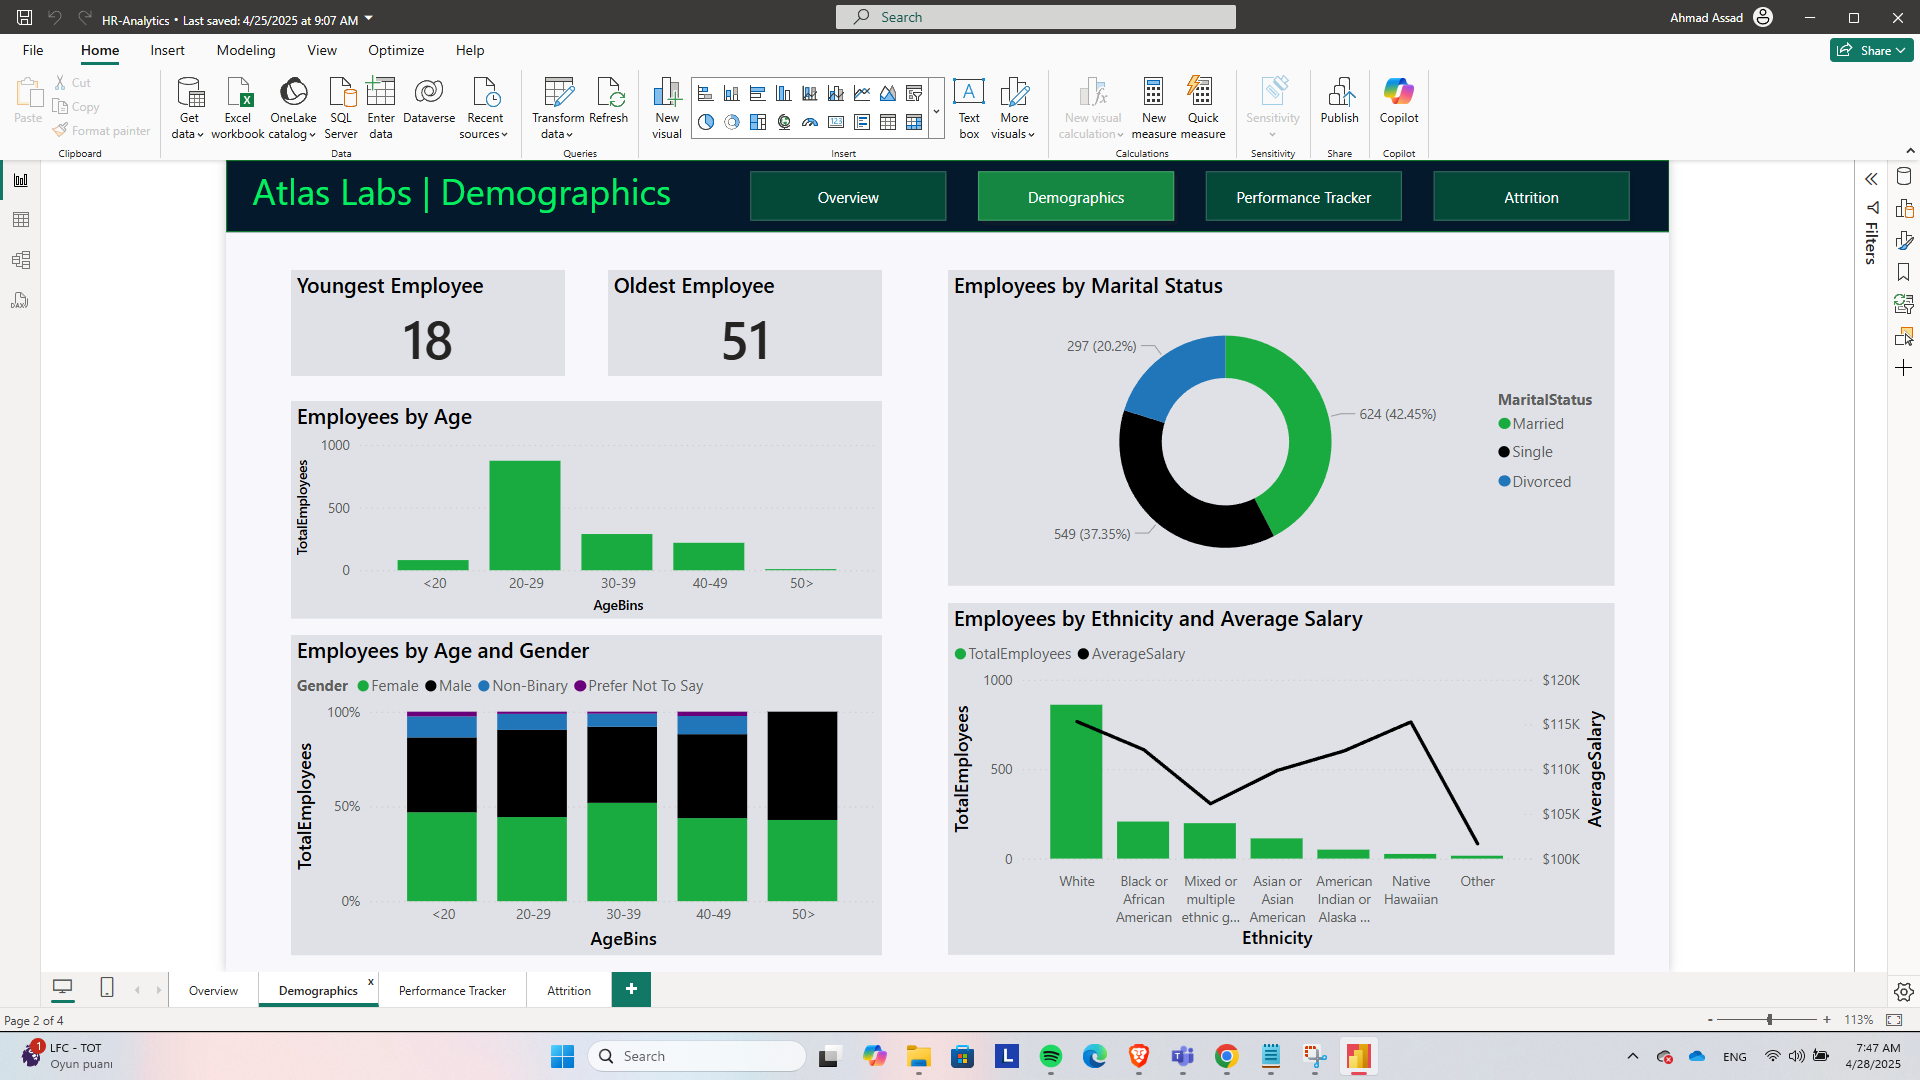 HR-Analytics • Last saved: 4/25/2025 at 9:07 AM
Search
Ahmad Assad
File
Home
Insert
Modeling
View
Optimize
Help
Share
Paste
Cut
Copy
Format painter
Clipboard
Get data
Excel workbook
OneLake catalog
SQL Server
Enter data
Dataverse
Recent sources
Data
Transform data
Refresh
Queries
New visual
Text box
More visuals
Insert
New visual calculation
New measure
Quick measure
Calculations
Sensitivity
Sensitivity
Publish
Share
Copilot
Copilot
Atlas Labs | Demographics
Overview
Demographics
Performance Tracker
Attrition
Filters
Youngest Employee
18
Oldest Employee
51
Employees by Age
TotalEmployees
1000
500
0
<20
20-29
30-39
40-49
50>
AgeBins
Employees by Age and Gender
Gender
Female
Male
Non-Binary
Prefer Not To Say
TotalEmployees
100%
50%
0%
<20
20-29
30-39
40-49
50>
AgeBins
Employees by Marital Status
297 (20.2%)
624 (42.45%)
549 (37.35%)
MaritalStatus
Married
Single
Divorced
Employees by Ethnicity and Average Salary
TotalEmployees
AverageSalary
TotalEmployees
1000
500
0
$120K
$115K
$110K
$105K
$100K
AverageSalary
White
Black or African American
Mixed or multiple ethnic g...
Asian or Asian American
American Indian or Alaska ...
Native Hawaiian
Other
Ethnicity
Overview
Demographics
x
Performance Tracker
Attrition
+
Page 2 of 4
- +
113%
1
LFC - TOT
Oyun puanı
Search
L
ENG
7:47 AM
4/28/2025